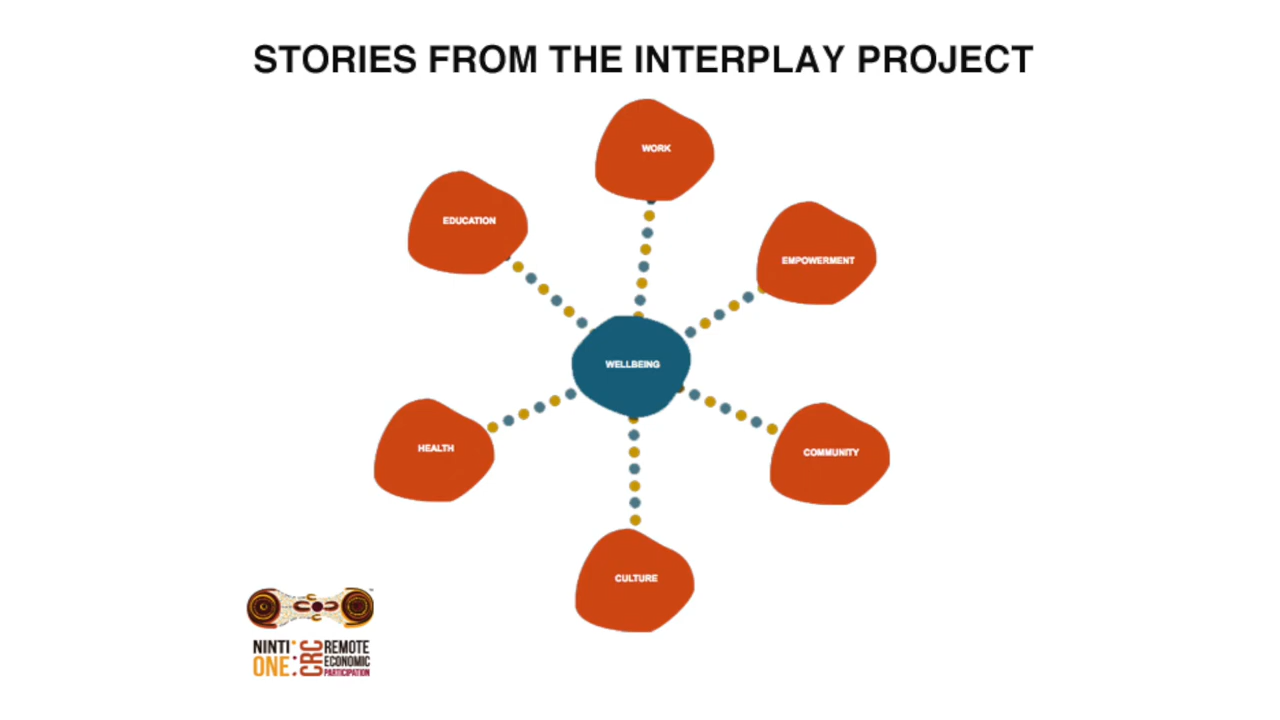 STORIES FROM THE INTERPLAY PROJECT
WORK
EDUCATION
EMPOWERMENT
WELLBEING
HEALTH
COMMUNITY
CULTURE
NINTI
ONE
CRC
REMOTE
ECONOMIC
PARTICIPATION